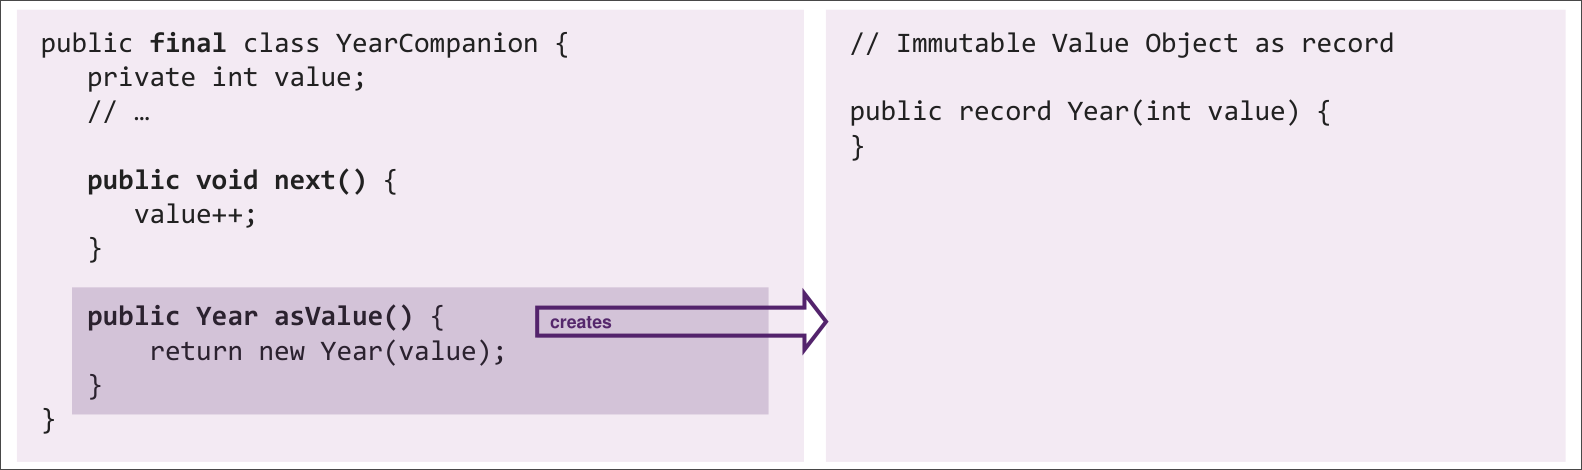 public final class YearCompanion {
private int value;
// …
public void next() {
value++;
}
public Year asValue() {
return new Year(value);
}
}
creates
// Immutable Value Object as record
public record Year(int value) {
}